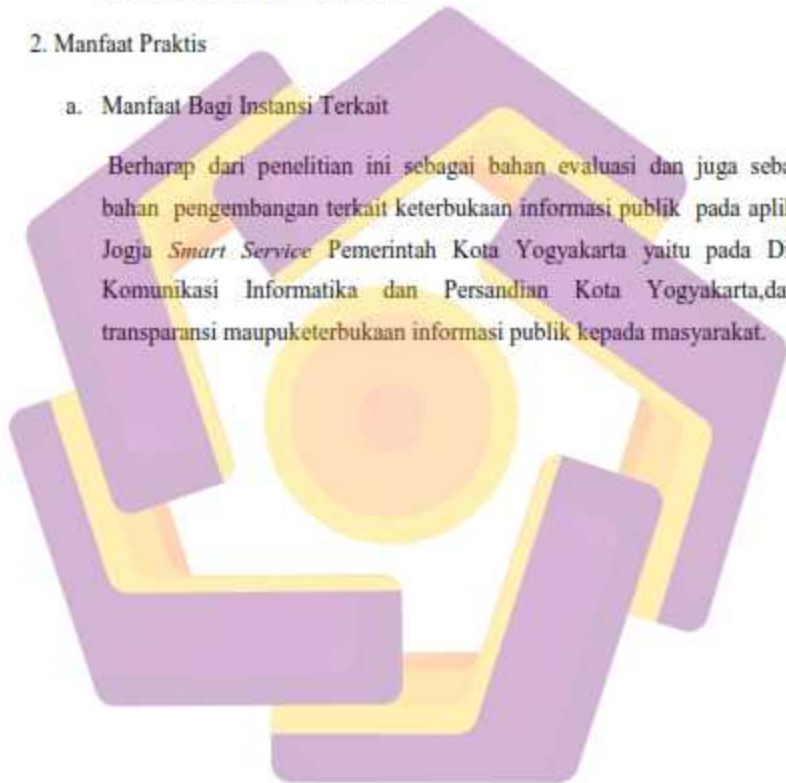 2. Manfaat Praktis
a. Manfaat Bagi Instansi Terkait
Berharap dari penelitian ini sebagai bahan evaluasi dan juga seba
bahan pengembangan terkait keterbukaan informasi publik pada apli
Jogja Smart Service Pemerintah Kota Yogyakarta yaitu pada Di
Komunikasi Informatika dan Persandian Kota Yogyakarta,da
transparansi maupuketerbukaan informasi publik kepada masyarakat.